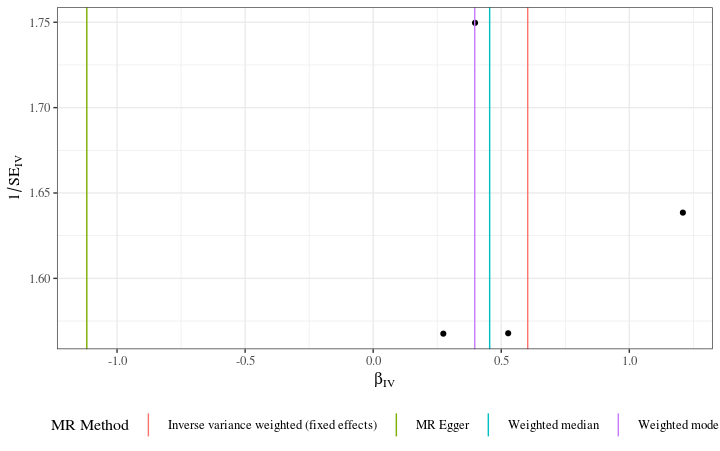 1.75
1.70
1.65
1.60
1/SE_IV
-1.0 -0.5 0.0 0.5 1.0
β_IV
MR Method Inverse variance weighted (fixed effects) MR Egger Weighted median Weighted mode